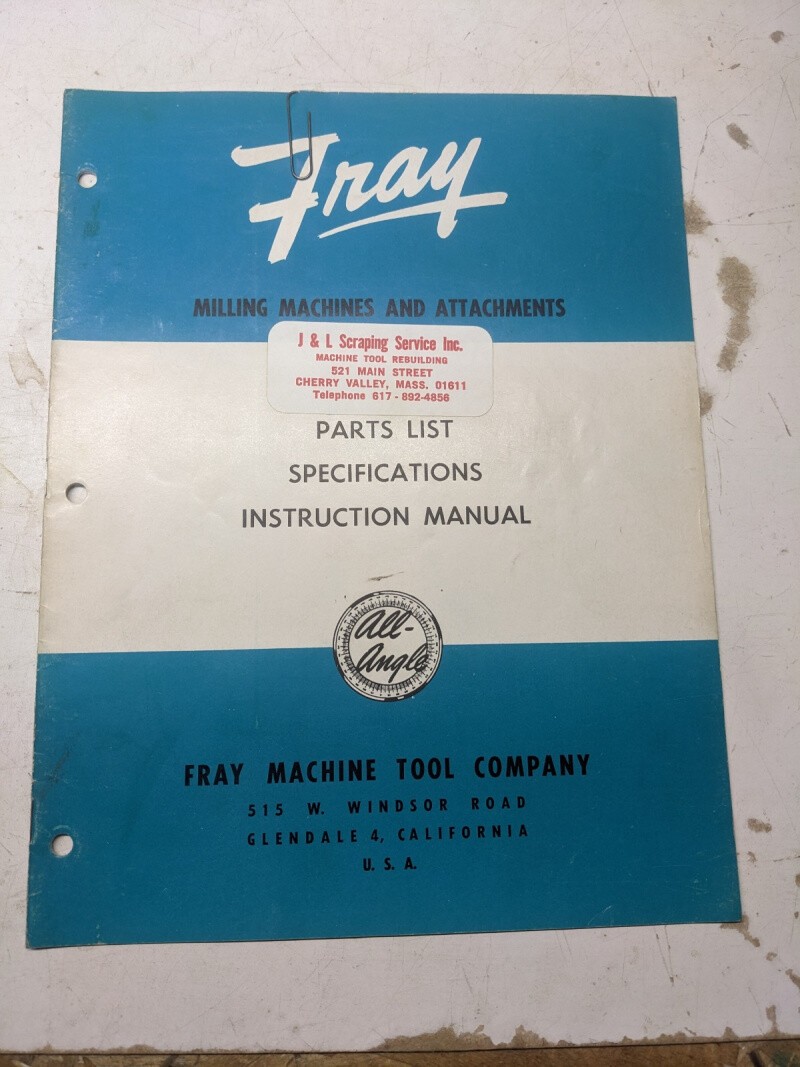 Fray
MILLING MACHINES AND ATTACHMENTS
J & L Scraping Service Inc.
MACHINE TOOL REBUILDING
521 MAIN STREET
CHERRY VALLEY, MASS. 01611
Telephone 617-892-4856
PARTS LIST
SPECIFICATIONS
INSTRUCTION MANUAL
All-
Angle
FRAY MACHINE TOOL COMPANY
515 W. WINDSOR ROAD
GLENDALE 4, CALIFORNIA
U. S. A.